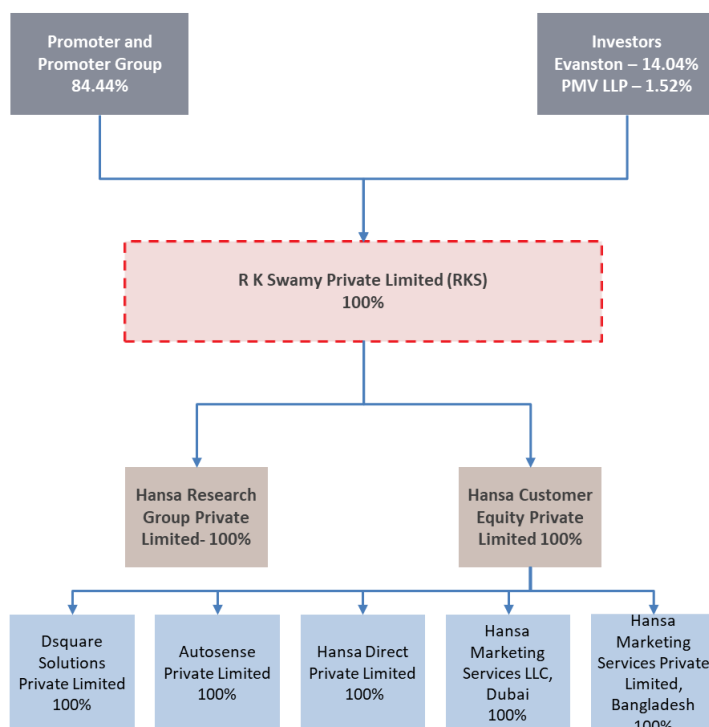 Promoter and
Promoter Group
84.44%
Investors
Evanston – 14.04%
PMV LLP – 1.52%
R K Swamy Private Limited (RKS)
100%
Hansa Research
Group Private
Limited- 100%
Hansa Customer
Equity Private
Limited 100%
Dsquare
Solutions
Private Limited
100%
Autosense
Private Limited
100%
Hansa Direct
Private Limited
100%
Hansa
Marketing
Services LLC,
Dubai
100%
Hansa
Marketing
Services Private
Limited,
Bangladesh
100%